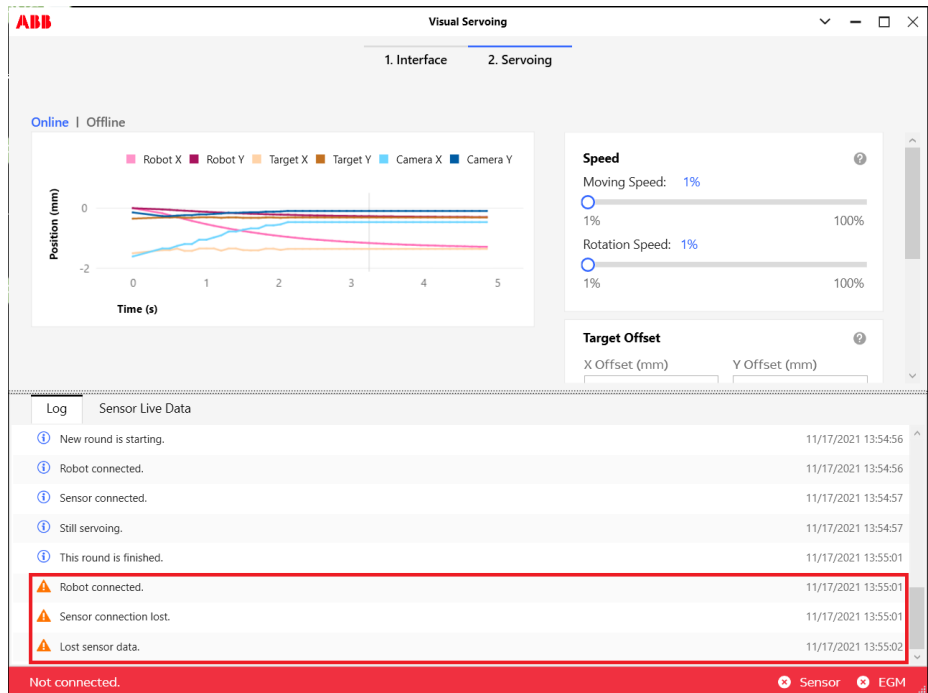 ABB
Visual Servoing
1. Interface 2. Servoing
Online | Offline
Robot X Robot Y Target X Target Y Camera X Camera Y
Position (mm)
0
-2
0 1 2 3 4 5
Time (s)
Speed
Moving Speed: 1%
1% 100%
Rotation Speed: 1%
1% 100%
Target Offset
X Offset (mm) Y Offset (mm)
Log Sensor Live Data
New round is starting. 11/17/2021 13:54:56
Robot connected. 11/17/2021 13:54:56
Sensor connected. 11/17/2021 13:54:57
Still servoing. 11/17/2021 13:54:57
This round is finished. 11/17/2021 13:55:01
Robot connected. 11/17/2021 13:55:01
Sensor connection lost. 11/17/2021 13:55:01
Lost sensor data. 11/17/2021 13:55:02
Not connected. Sensor EGM